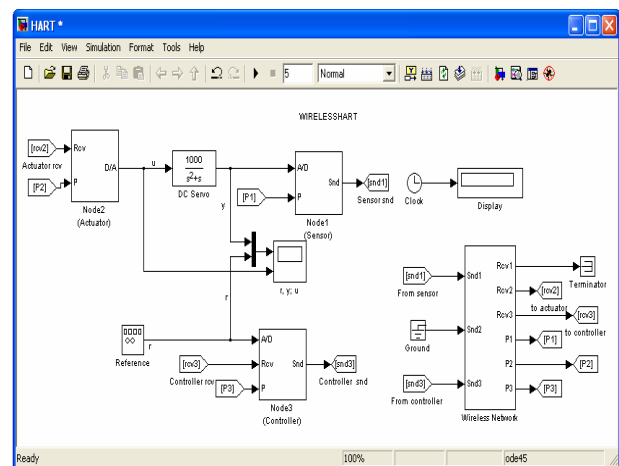 HART *
File Edit View Simulation Format Tools Help
5 Normal
WIRELESSHART
[rcv2]
Actuator rcv
[P2]
Rcv
P
D/A
Node2
(Actuator)
u
1000
s²+s
DC Servo
y
[P1]
A/D
P
Snd
Node1
(Sensor)
[snd1]
Sensor snd
Clock
Display
r, y; u
r
Reference
r
[rcv3]
Controller rcv
[P3]
A/D
Rcv
P
Snd
Node3
(Controller)
[snd3]
Controller snd
[snd1]
From sensor
Ground
[snd3]
From controller
Snd1
Snd2
Snd3
Rcv1
Rcv2
Rcv3
P1
P2
P3
Wireless Network
Terminator
[rcv2]
to actuator
[rcv3]
to controller
[P1]
[P2]
[P3]
Ready 100% ode45